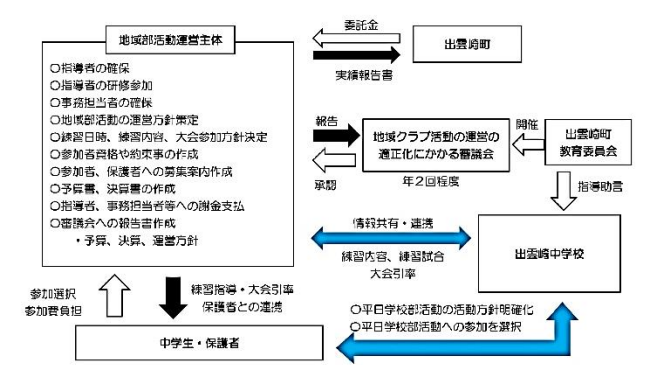 地域部活動運営主体
○指導者の確保
○指導者の研修参加
○事務担当者の確保
○地域部活動の運営方針策定
○練習日時、練習内容、大会参加方針決定
○参加者資格や約束事の作成
○参加者、保護者への募集案内作成
○予算書、決算書の作成
○指導者、事務担当者等への謝金支払
○審議会への報告書作成
・予算、決算、運営方針
委託金
実績報告書
出雲崎町
報告
承認
地域クラブ活動の運営の
適正化にかかる審議会
年2回程度
開催
出雲崎町
教育委員会
指導助言
情報共有・連携
練習内容、練習試合
大会引率
出雲崎中学校
参加選択
参加費負担
練習指導・大会引率
保護者との連携
○平日学校部活動の活動方針明確化
○平日学校部活動への参加を選択
中学生・保護者